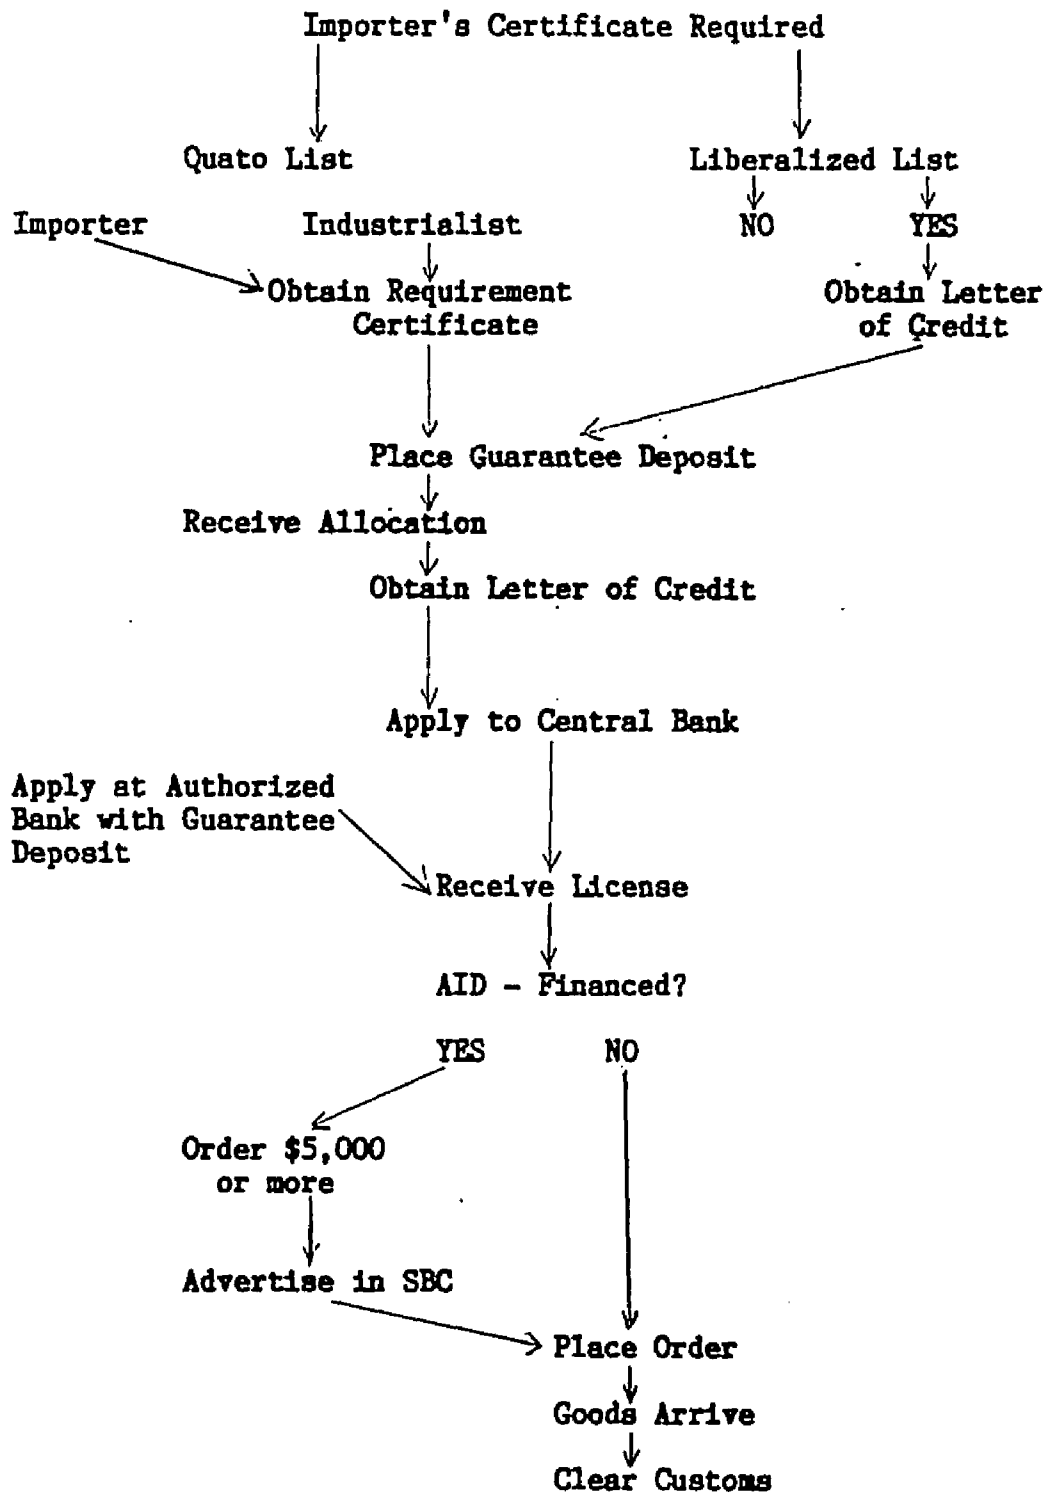 Importer's Certificate Required
Quato List
Liberalized List
Importer
Industrialist
NO
YES
Obtain Requirement
Certificate
Obtain Letter
of Credit
Place Guarantee Deposit
Receive Allocation
Obtain Letter of Credit
Apply to Central Bank
Apply at Authorized
Bank with Guarantee
Deposit
Receive License
AID - Financed?
YES
NO
Order $5,000
or more
Advertise in SBC
Place Order
Goods Arrive
Clear Customs